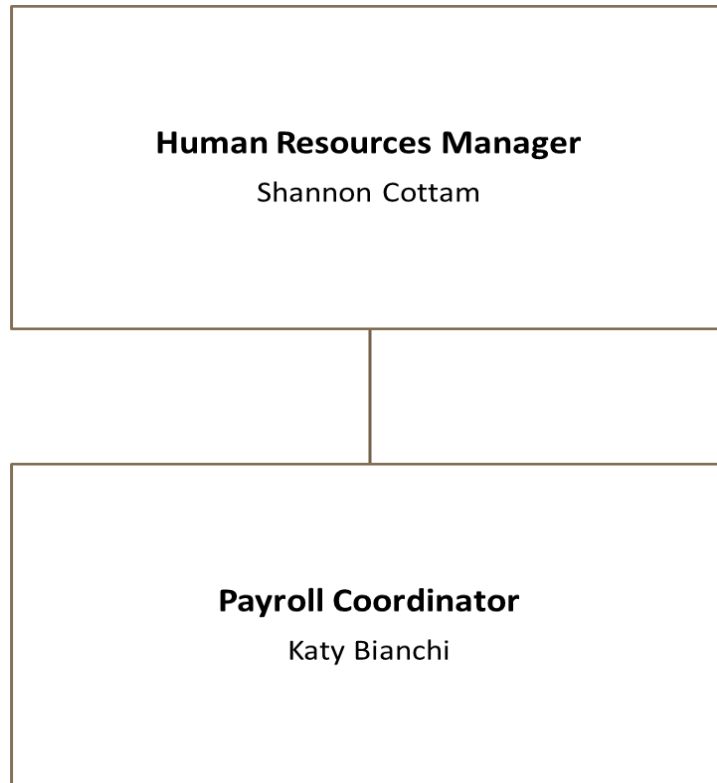 Human Resources Manager
Shannon Cottam
Payroll Coordinator
Katy Bianchi